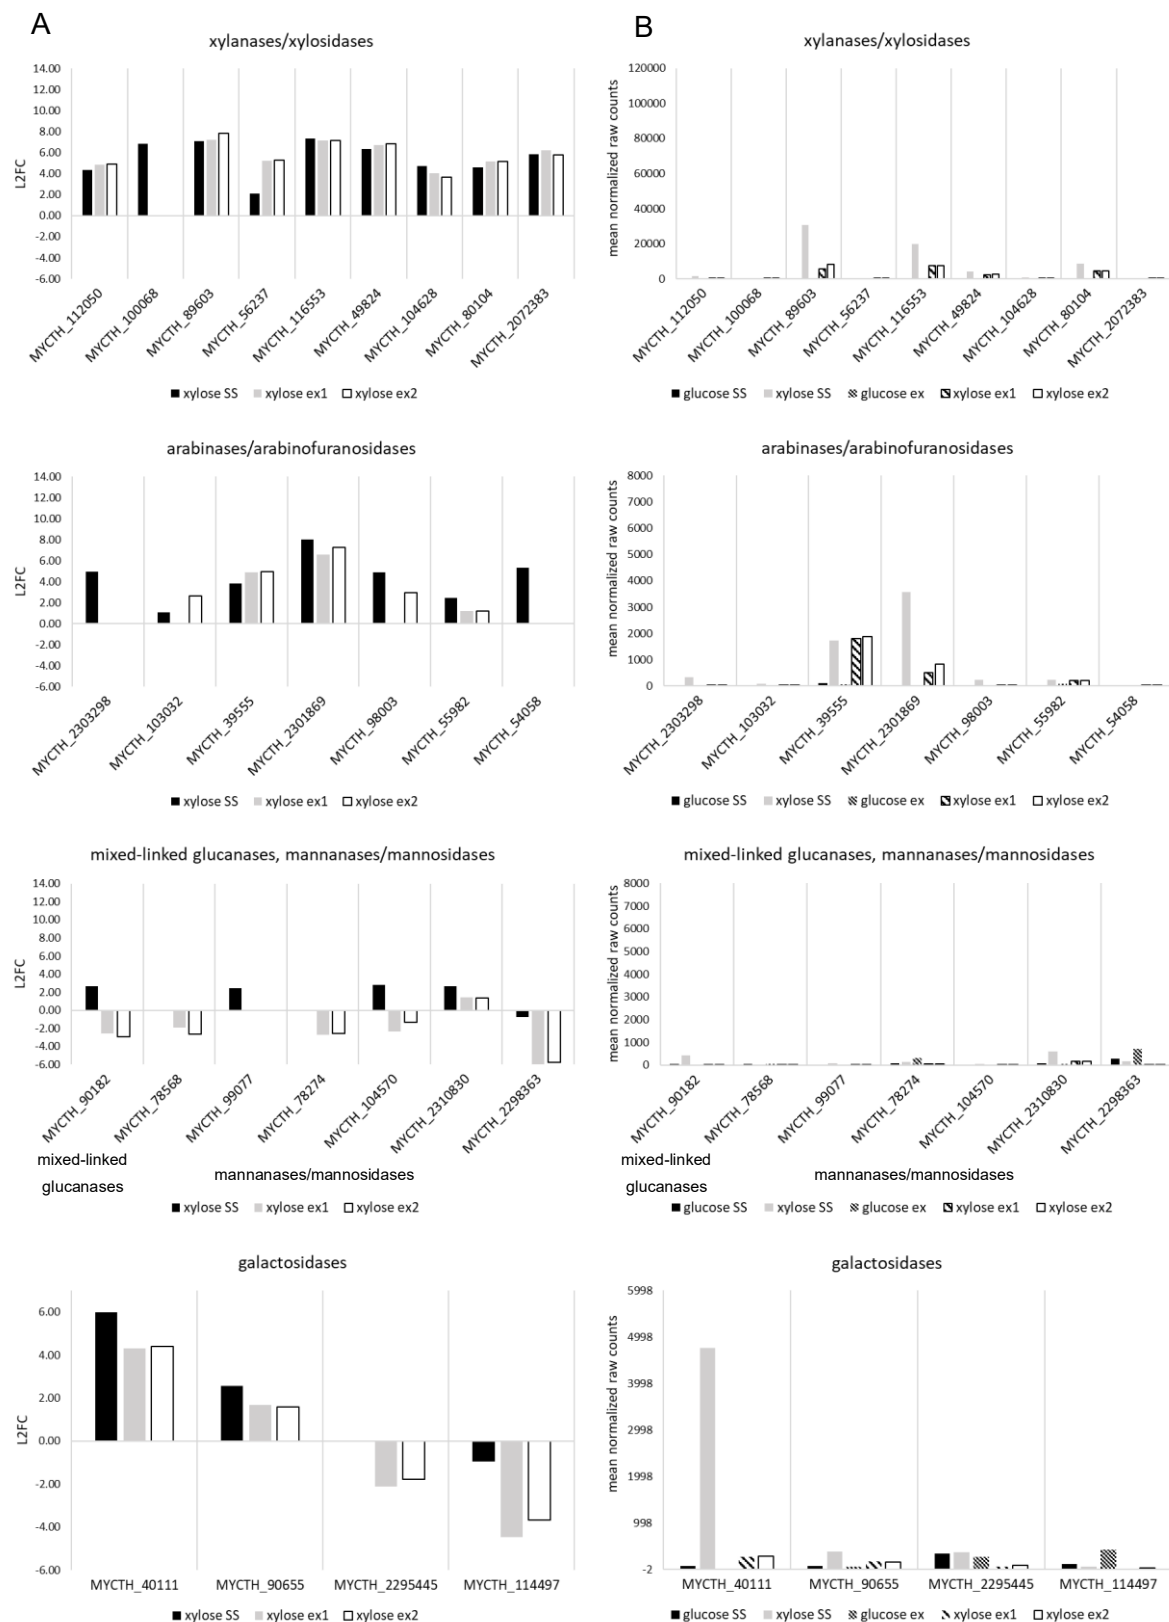 A
xylanases/xylosidases
14.00
12.00
10.00
8.00
6.00
4.00
2.00
0.00
-2.00
-4.00
-6.00
L2FC
MYCTH_112050
MYCTH_100068
MYCTH_89603
MYCTH_56237
MYCTH_116553
MYCTH_49824
MYCTH_104628
MYCTH_80104
MYCTH_2072383
xylose SS xylose ex1 xylose ex2
B
xylanases/xylosidases
120000
100000
80000
60000
40000
20000
0
mean normalized raw counts
MYCTH_112050
MYCTH_100068
MYCTH_89603
MYCTH_56237
MYCTH_116553
MYCTH_49824
MYCTH_104628
MYCTH_80104
MYCTH_2072383
glucose SS xylose SS glucose ex xylose ex1 xylose ex2
arabinases/arabinofuranosidases
14.00
12.00
10.00
8.00
6.00
4.00
2.00
0.00
-2.00
-4.00
-6.00
L2FC
MYCTH_2303298
MYCTH_103032
MYCTH_39555
MYCTH_2301869
MYCTH_98003
MYCTH_55982
MYCTH_54058
xylose SS xylose ex1 xylose ex2
arabinases/arabinofuranosidases
8000
7000
6000
5000
4000
3000
2000
1000
0
mean normalized raw counts
MYCTH_2303298
MYCTH_103032
MYCTH_39555
MYCTH_2301869
MYCTH_98003
MYCTH_55982
MYCTH_54058
glucose SS xylose SS glucose ex xylose ex1 xylose ex2
mixed-linked glucanases, mannanases/mannosidases
14.00
12.00
10.00
8.00
6.00
4.00
2.00
0.00
-2.00
-4.00
-6.00
L2FC
MYCTH_90182
MYCTH_78568
MYCTH_99077
MYCTH_78274
MYCTH_104570
MYCTH_2310830
MYCTH_2298363
mixed-linked
glucanases
mannanases/mannosidases
xylose SS xylose ex1 xylose ex2
mixed-linked glucanases, mannanases/mannosidases
8000
7000
6000
5000
4000
3000
2000
1000
0
mean normalized raw counts
MYCTH_90182
MYCTH_78568
MYCTH_99077
MYCTH_78274
MYCTH_104570
MYCTH_2310830
MYCTH_2298363
mixed-linked
glucanases
mannanases/mannosidases
glucose SS xylose SS glucose ex xylose ex1 xylose ex2
galactosidases
6.00
4.00
2.00
0.00
-2.00
-4.00
-6.00
L2FC
MYCTH_40111 MYCTH_90655 MYCTH_2295445 MYCTH_114497
xylose SS xylose ex1 xylose ex2
galactosidases
5998
4998
3998
2998
1998
998
-2
mean normalized raw counts
MYCTH_40111 MYCTH_90655 MYCTH_2295445 MYCTH_114497
glucose SS xylose SS glucose ex xylose ex1 xylose ex2